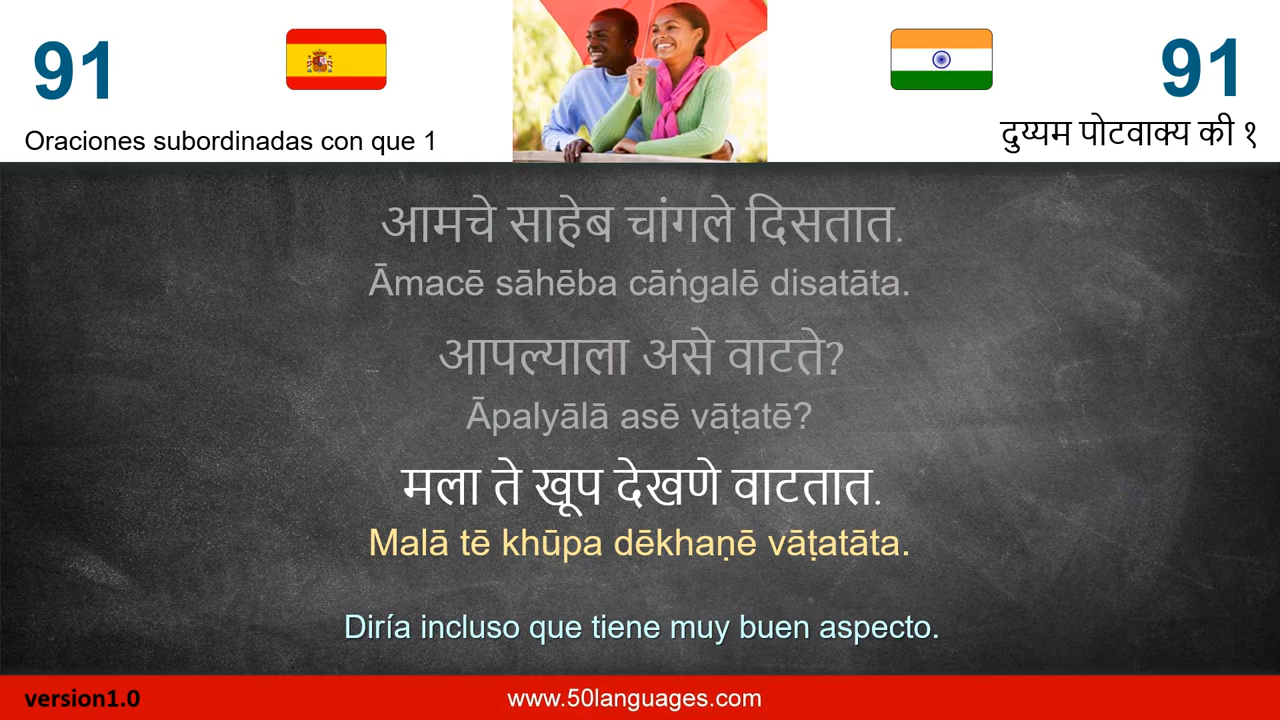 91
91
Oraciones subordinadas con que 1
दुय्यम पोटवाक्य की १
आमचे साहेब चांगले दिसतात.
Āmacē sāhēba cāṅgalē disatāta.
आपल्याला असे वाटते?
Āpalyālā asē vāṭatē?
मला ते खूप देखणे वाटतात.
Malā tē khūpa dēkhaṇē vāṭatāta.
Diría incluso que tiene muy buen aspecto.
version1.0
www.50languages.com